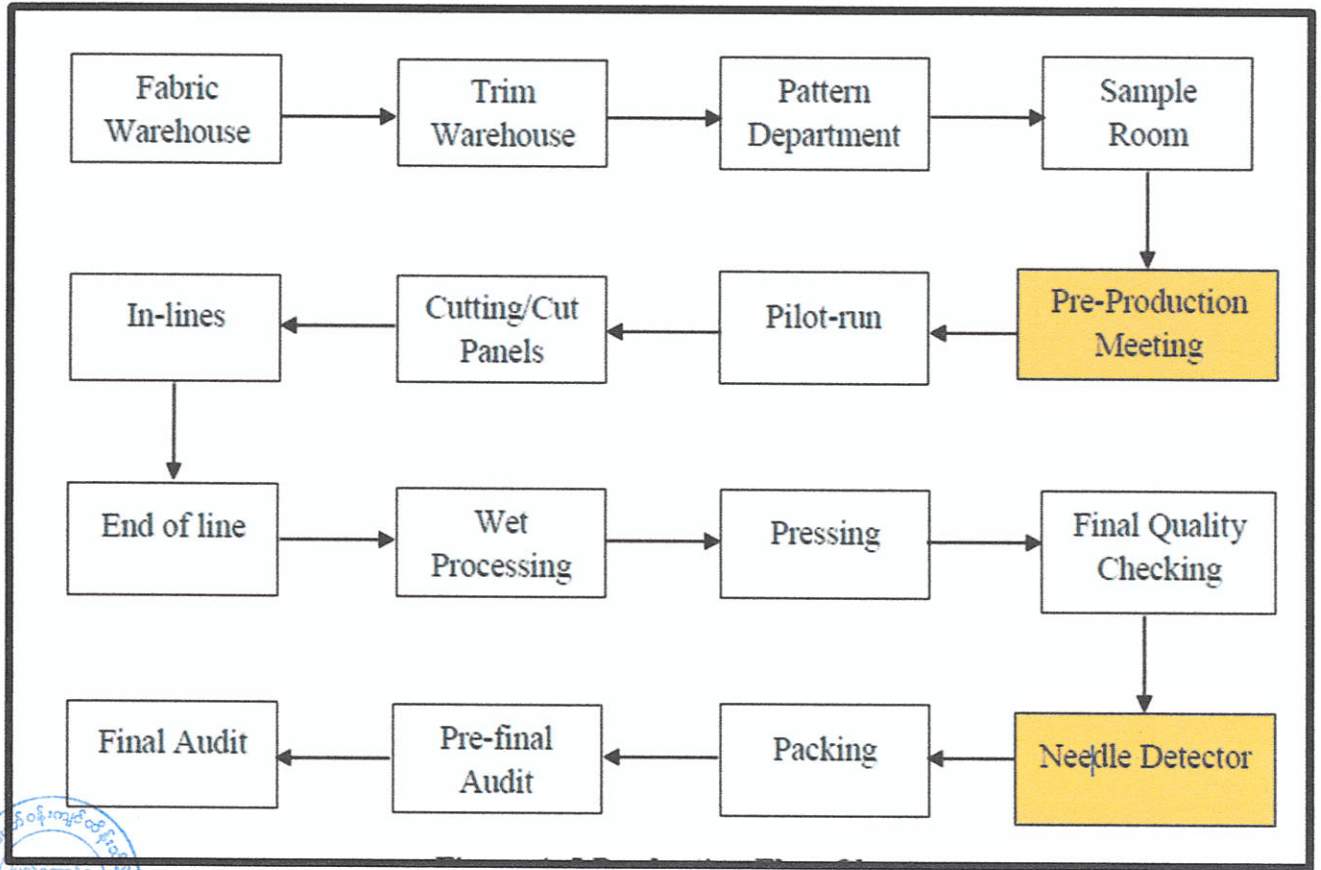 Fabric
Warehouse
Trim
Warehouse
Pattern
Department
Sample
Room
Pre-Production
Meeting
Pilot-run
Cutting/Cut
Panels
In-lines
End of line
Wet
Processing
Pressing
Final Quality
Checking
Needle Detector
Packing
Pre-final
Audit
Final Audit